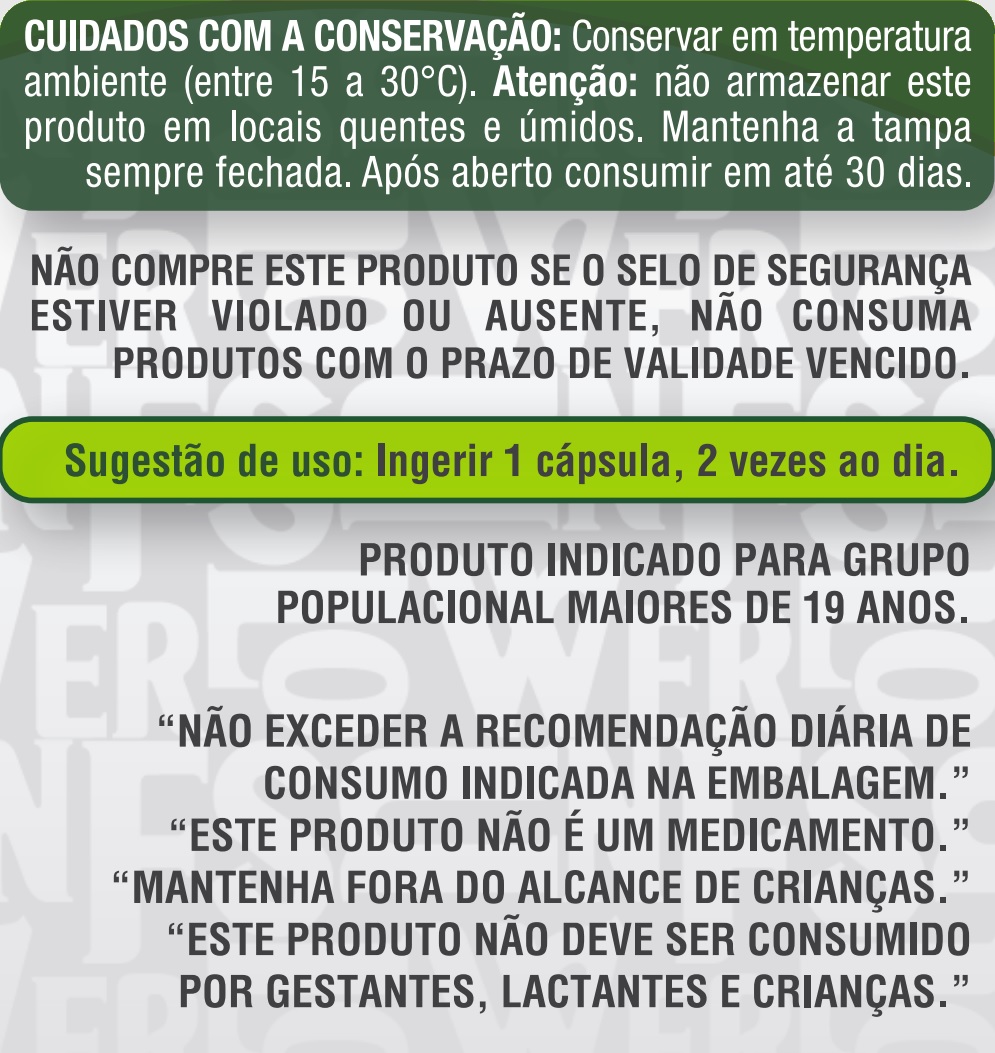 CUIDADOS COM A CONSERVAÇÃO: Conservar em temperatura
ambiente (entre 15 a 30°C). Atenção: não armazenar este
produto em locais quentes e úmidos. Mantenha a tampa
sempre fechada. Após aberto consumir em até 30 dias.
NÃO COMPRE ESTE PRODUTO SE O SELO DE SEGURANÇA
ESTIVER VIOLADO OU AUSENTE, NÃO CONSUMA
PRODUTOS COM O PRAZO DE VALIDADE VENCIDO.
Sugestão de uso: Ingerir 1 cápsula, 2 vezes ao dia.
PRODUTO INDICADO PARA GRUPO
POPULACIONAL MAIORES DE 19 ANOS.
“NÃO EXCEDER A RECOMENDAÇÃO DIÁRIA DE
CONSUMO INDICADA NA EMBALAGEM.”
“ESTE PRODUTO NÃO É UM MEDICAMENTO.”
“MANTENHA FORA DO ALCANCE DE CRIANÇAS.”
“ESTE PRODUTO NÃO DEVE SER CONSUMIDO
POR GESTANTES, LACTANTES E CRIANÇAS.”